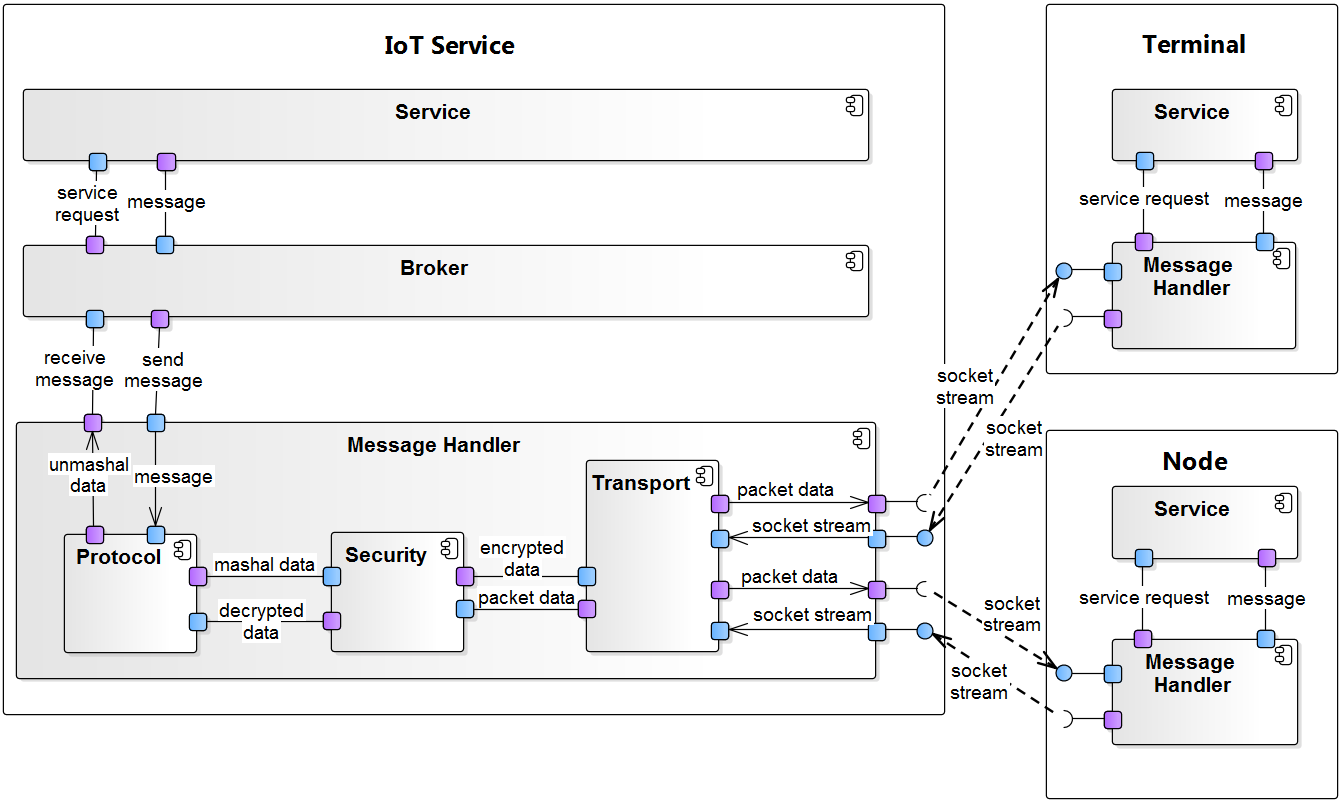 IoT Service
Service
service
request
message
Broker
receive
message
send
message
Message Handler
unmashal
data
message
Protocol
mashal data
decrypted
data
Security
encrypted
data
packet data
Transport
packet data
socket stream
packet data
socket stream
socket
stream
socket
stream
socket
stream
socket
stream
Terminal
Service
service request
message
Message
Handler
Node
Service
service request
message
Message
Handler